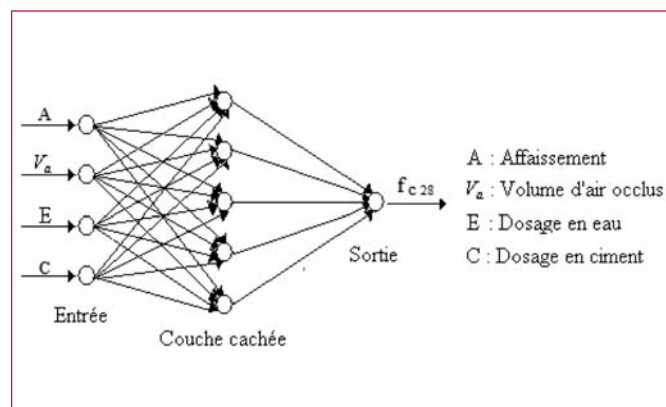 A
Va
E
C
Entrée
Couche cachée
fc 28
Sortie
A : Affaissement
Va : Volume d'air occlus
E : Dosage en eau
C : Dosage en ciment